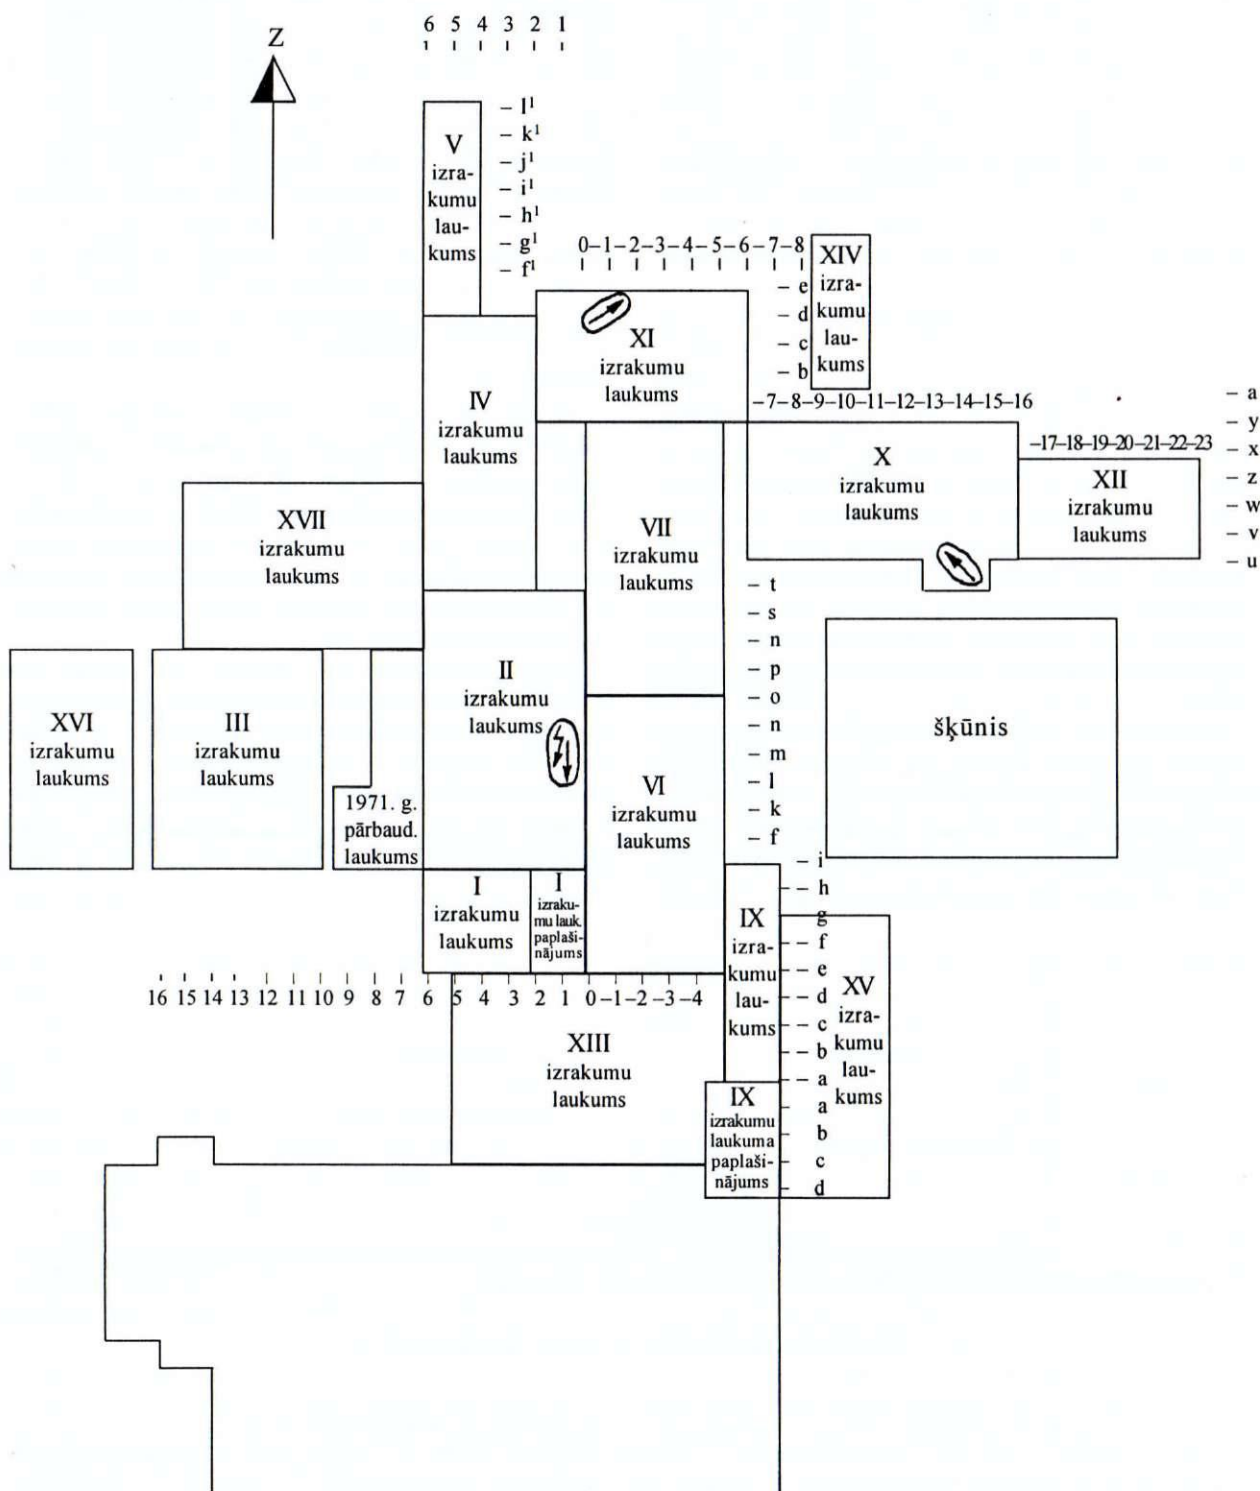 6 5 4 3 2 1
Z
– l¹
– k¹
– j¹
– i¹
– h¹
– g¹
– f¹
V
izra-
kumu
lau-
kums
0–1–2–3–4–5–6–7–8
– e
– d
– c
– b
XIV
izra-
kumu
lau-
kums
XI
izrakumu
laukums
IV
izrakumu
laukums
–7–8–9–10–11–12–13–14–15–16
– a
– y
– x
– z
– w
– v
– u
–17–18–19–20–21–22–23
X
izrakumu
laukums
XII
izrakumu
laukums
XVII
izrakumu
laukums
VII
izrakumu
laukums
– t
– s
– n
– p
– o
– n
– m
– l
– k
– f
II
izrakumu
laukums
XVI
izrakumu
laukums
III
izrakumu
laukums
šķūnis
1971. g.
pārbaud.
laukums
VI
izrakumu
laukums
I
izrakumu
laukums
I
izraku-
mu lauk.
paplaši-
nājums
IX
izra-
kumu
lau-
kums
– i
– h
g
– f
– e
– d
– c
– b
– a
a
b
c
d
XV
izra-
kumu
lau-
kums
16 15 14 13 12 11 10 9 8 7 6 5 4 3 2 1 0–1–2–3–4
XIII
izrakumu
laukums
IX
izrakumu
laukuma
paplaši-
nājums